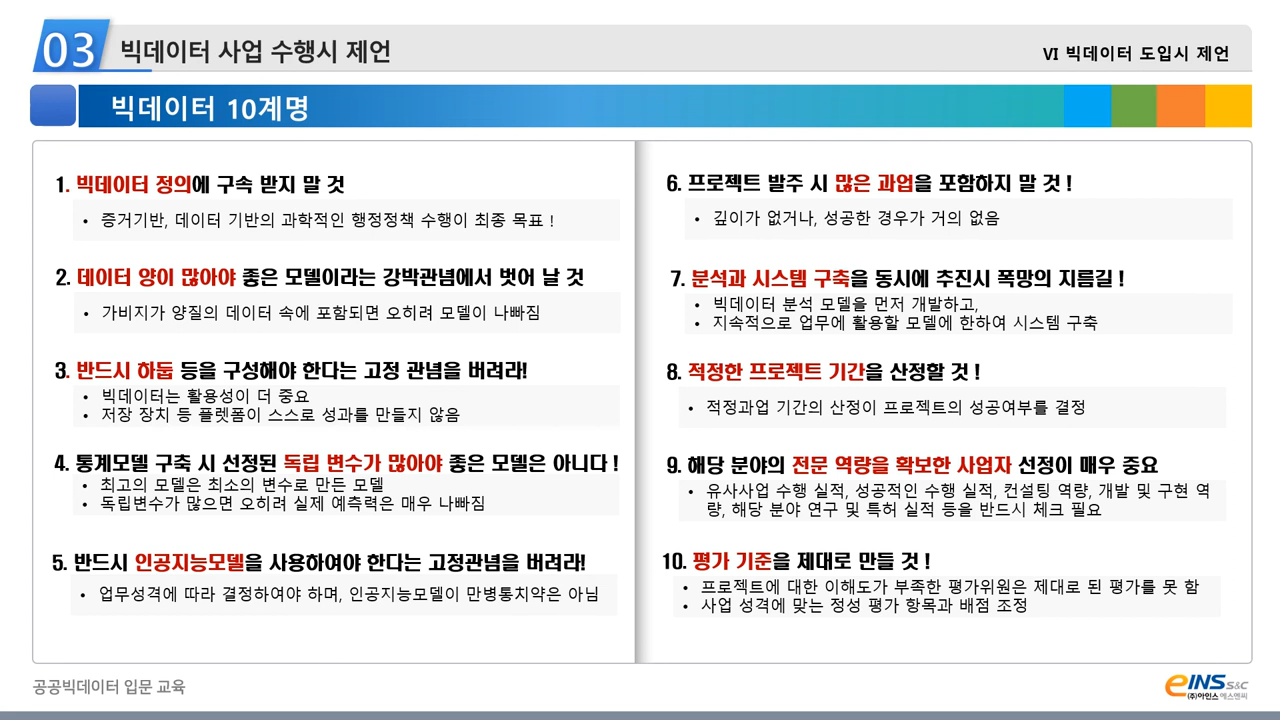 03 빅데이터 사업 수행시 제언
VI 빅데이터 도입시 제언
빅데이터 10계명
1. 빅데이터 정의에 구속 받지 말 것
• 증거기반, 데이터 기반의 과학적인 행정정책 수행이 최종 목표 !
2. 데이터 양이 많아야 좋은 모델이라는 강박관념에서 벗어 날 것
• 가비지가 양질의 데이터 속에 포함되면 오히려 모델이 나빠짐
3. 반드시 하둡 등을 구성해야 한다는 고정 관념을 버려라!
• 빅데이터는 활용성이 더 중요
• 저장 장치 등 플렛폼이 스스로 성과를 만들지 않음
4. 통계모델 구축 시 선정된 독립 변수가 많아야 좋은 모델은 아니다 !
• 최고의 모델은 최소의 변수로 만든 모델
• 독립변수가 많으면 오히려 실제 예측력은 매우 나빠짐
5. 반드시 인공지능모델을 사용하여야 한다는 고정관념을 버려라!
• 업무성격에 따라 결정하여야 하며, 인공지능모델이 만병통치약은 아님
6. 프로젝트 발주 시 많은 과업을 포함하지 말 것 !
• 깊이가 없거나, 성공한 경우가 거의 없음
7. 분석과 시스템 구축을 동시에 추진시 폭망의 지름길 !
• 빅데이터 분석 모델을 먼저 개발하고,
• 지속적으로 업무에 활용할 모델에 한하여 시스템 구축
8. 적정한 프로젝트 기간을 산정할 것 !
• 적정과업 기간의 산정이 프로젝트의 성공여부를 결정
9. 해당 분야의 전문 역량을 확보한 사업자 선정이 매우 중요
• 유사사업 수행 실적, 성공적인 수행 실적, 컨설팅 역량, 개발 및 구현 역
량, 해당 분야 연구 및 특허 실적 등을 반드시 체크 필요
10. 평가 기준을 제대로 만들 것 !
• 프로젝트에 대한 이해도가 부족한 평가위원은 제대로 된 평가를 못 함
• 사업 성격에 맞는 정성 평가 항목과 배점 조정
공공빅데이터 입문 교육
eINS S&C
(주)아인스 에스엔씨